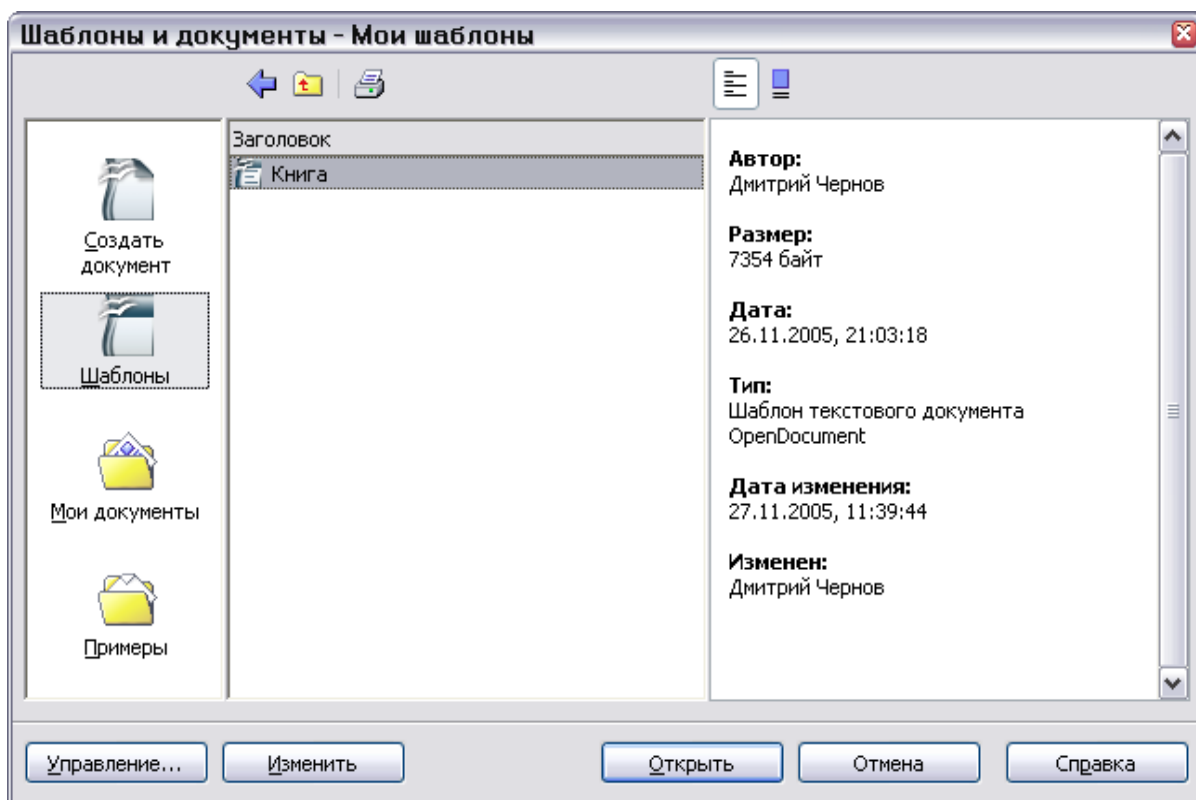 Шаблоны и документы - Мои шаблоны
Создать
документ
Шаблоны
Мои документы
Примеры
Заголовок
Книга
Автор:
Дмитрий Чернов
Размер:
7354 байт
Дата:
26.11.2005, 21:03:18
Тип:
Шаблон текстового документа
OpenDocument
Дата изменения:
27.11.2005, 11:39:44
Изменен:
Дмитрий Чернов
Управление...
Изменить
Открыть
Отмена
Справка